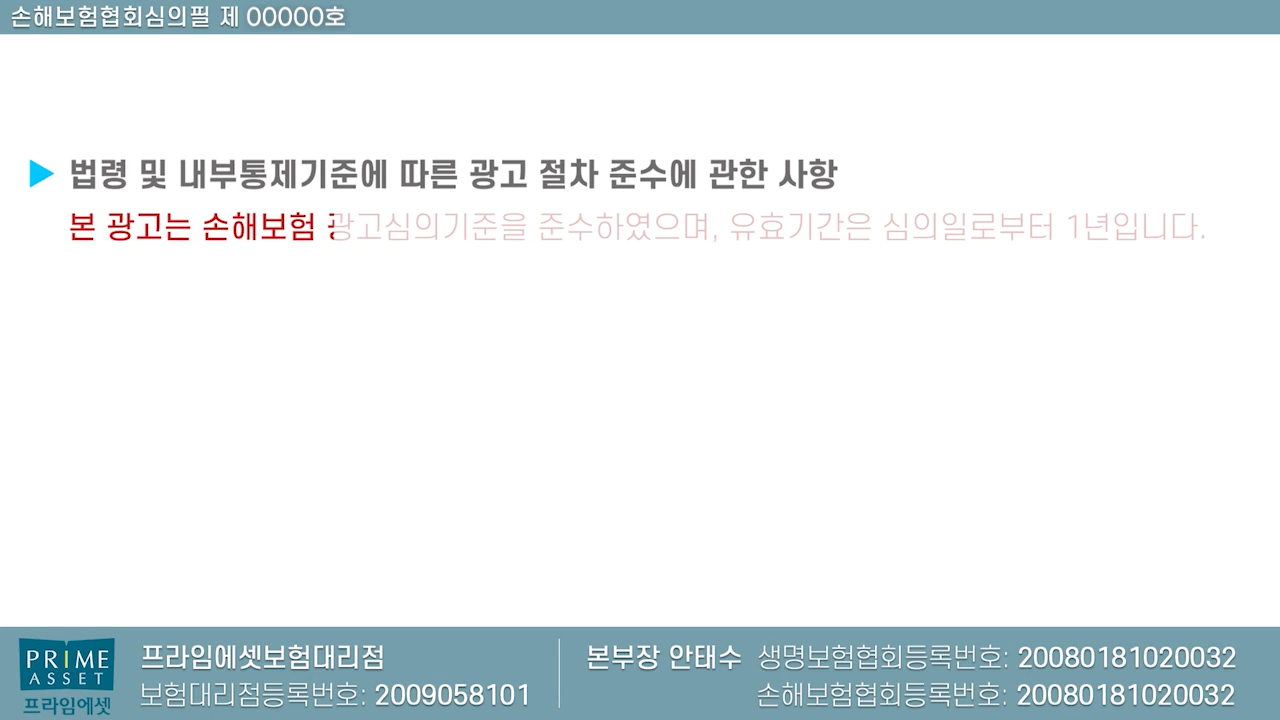 손해보험협회심의필 제 00000호
▶ 법령 및 내부통제기준에 따른 광고 절차 준수에 관한 사항
본 광고는 손해보험 광고심의기준을 준수하였으며, 유효기간은 심의일로부터 1년입니다.
PRIME
ASSET
프라임에셋
프라임에셋보험대리점
보험대리점등록번호: 2009058101
본부장 안태수 생명보험협회등록번호: 20080181020032
손해보험협회등록번호: 20080181020032